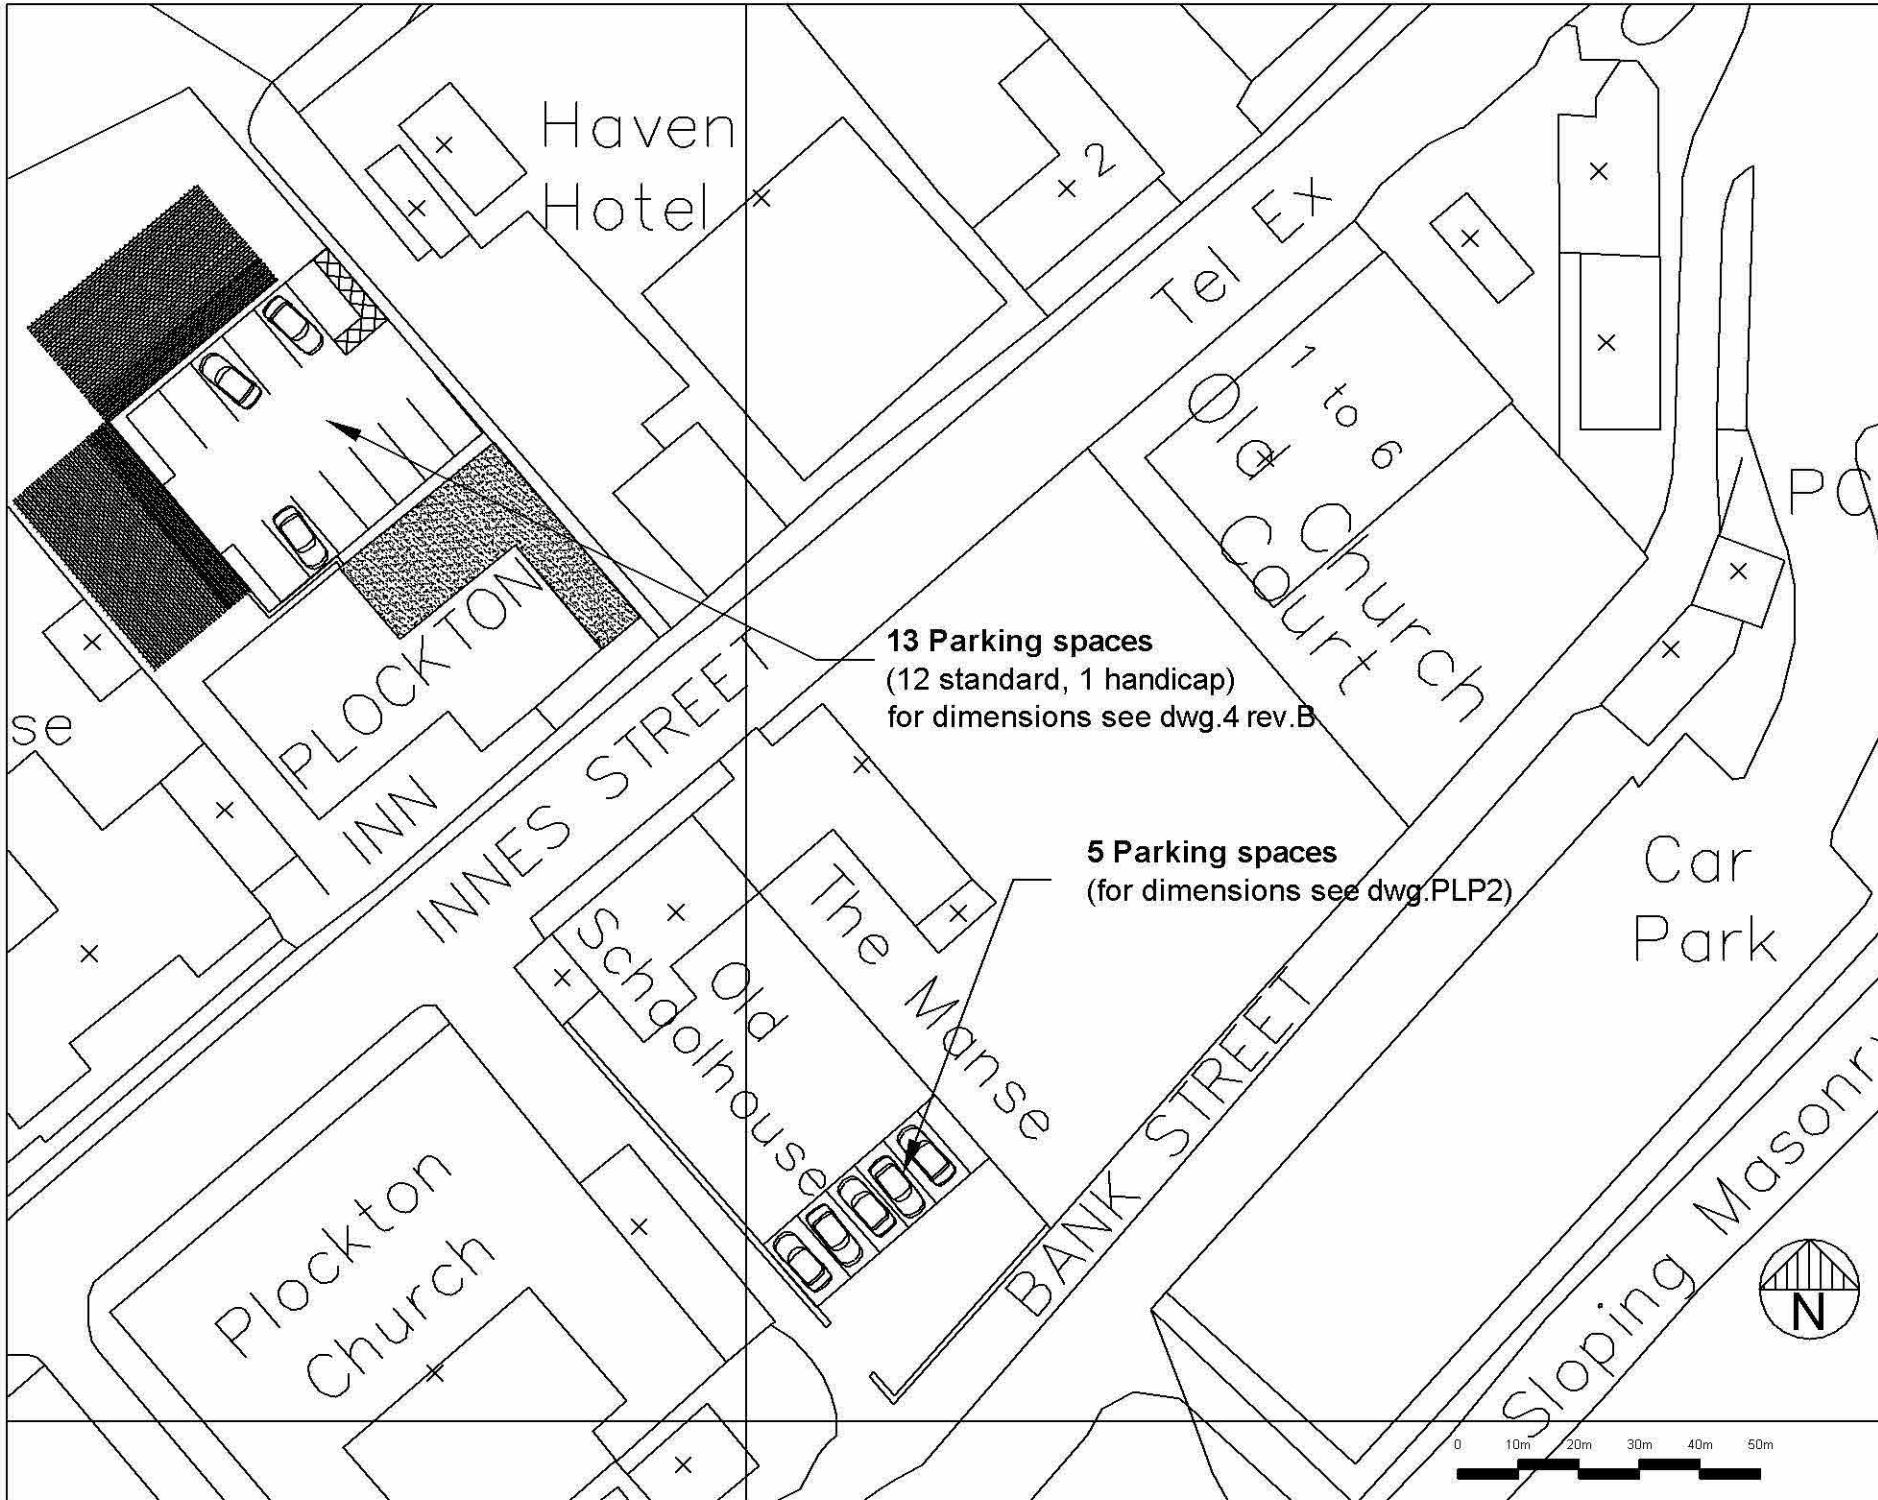 Haven
Hotel
2
Tel Ex
1 to 6
Old Church
Court
PC
PLOCKTON
INN
se
13 Parking spaces
(12 standard, 1 handicap)
for dimensions see dwg.4 rev.B
INNES STREET
5 Parking spaces
(for dimensions see dwg.PLP2)
Car
Park
The Manse
Old
Schoolhouse
BANK STREET
Plockton
Church
Sloping Masonry
N
0 10m 20m 30m 40m 50m